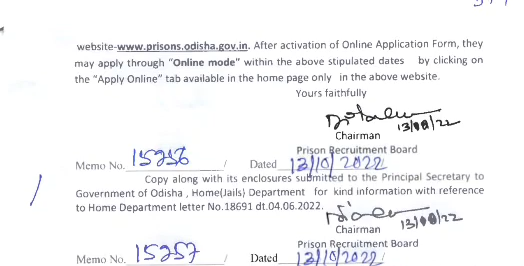 website-www.prisons.odisha.gov.in. After activation of Online Application Form, they
may apply through "Online mode" within the above stipulated dates by clicking on
the "Apply Online" tab available in the home page only in the above website.
Yours faithfully
13/10/22
Chairman
Prison Recruitment Board
Memo No. 15256 / Dated 13/10/2022/
Copy along with its enclosures submitted to the Principal Secretary to
Government of Odisha , Home(Jails) Department for kind information with reference
to Home Department letter No.18691 dt.04.06.2022.
13/10/22
Chairman
Prison Recruitment Board
Memo No. 15257 / Dated 13/10/2022/